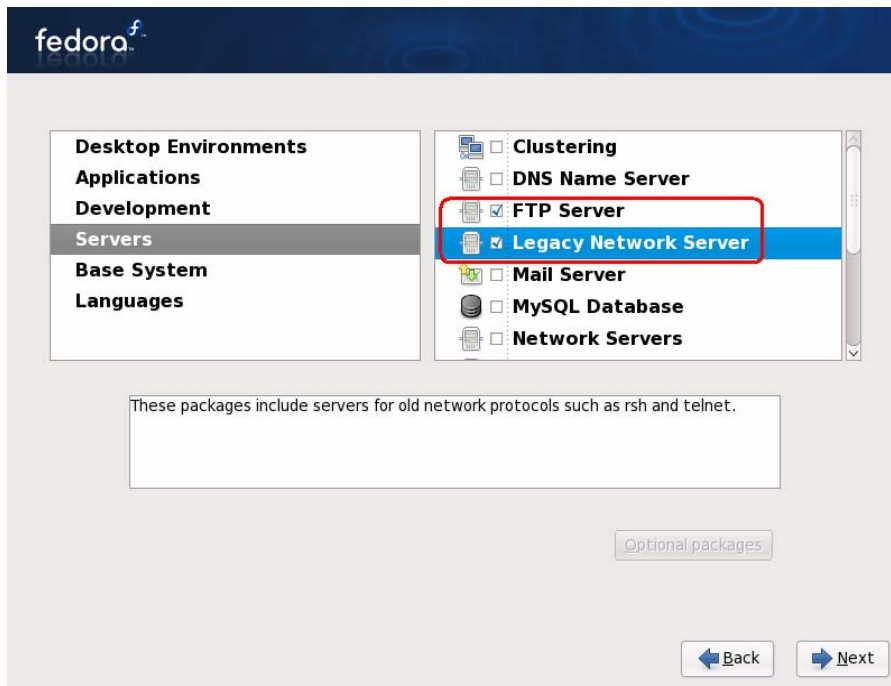 fedora
Desktop Environments
Applications
Development
Servers
Base System
Languages
Clustering
DNS Name Server
FTP Server
Legacy Network Server
Mail Server
MySQL Database
Network Servers
These packages include servers for old network protocols such as rsh and telnet.
Optional packages
Back
Next